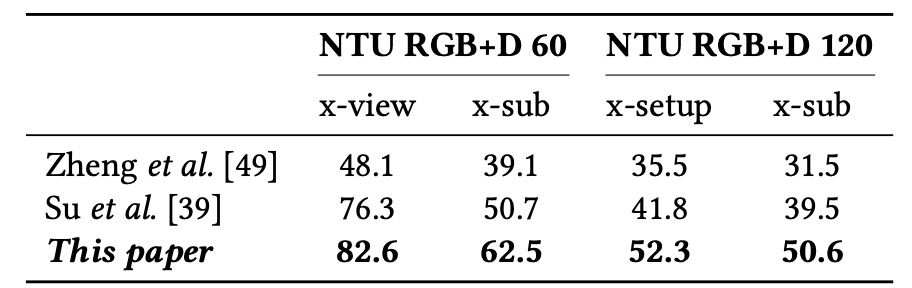 NTU RGB+D 60 NTU RGB+D 120
x-view x-sub x-setup x-sub
Zheng et al. [49] 48.1 39.1 35.5 31.5
Su et al. [39] 76.3 50.7 41.8 39.5
This paper 82.6 62.5 52.3 50.6